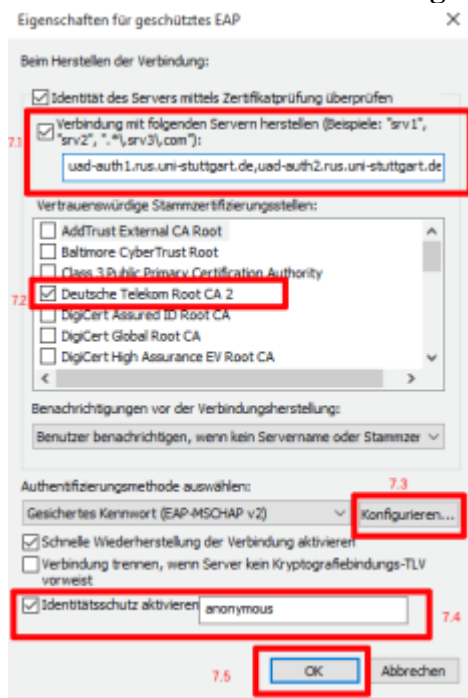 Eigenschaften für geschütztes EAP
Beim Herstellen der Verbindung:
Identität des Servers mittels Zertifikatprüfung überprüfen
7.1
Verbindung mit folgenden Servern herstellen (Beispiele: "srv1",
"srv2", ".*\.srv3\.com"):
uad-auth1.rus.uni-stuttgart.de,uad-auth2.rus.uni-stuttgart.de
Vertrauenswürdige Stammzertifizierungsstellen:
AddTrust External CA Root
Baltimore CyberTrust Root
Class 3 Public Primary Certification Authority
7.2 Deutsche Telekom Root CA 2
DigiCert Assured ID Root CA
DigiCert Global Root CA
DigiCert High Assurance EV Root CA
Benachrichtigungen vor der Verbindungsherstellung:
Benutzer benachrichtigen, wenn kein Servername oder Stammzer
Authentifizierungsmethode auswählen:
7.3
Gesichertes Kennwort (EAP-MSCHAP v2) Konfigurieren...
Schnelle Wiederherstellung der Verbindung aktivieren
Verbindung trennen, wenn Server kein Kryptografiebindungs-TLV
vorweist
Identitätsschutz aktivieren anonymous
7.4
7.5 OK Abbrechen